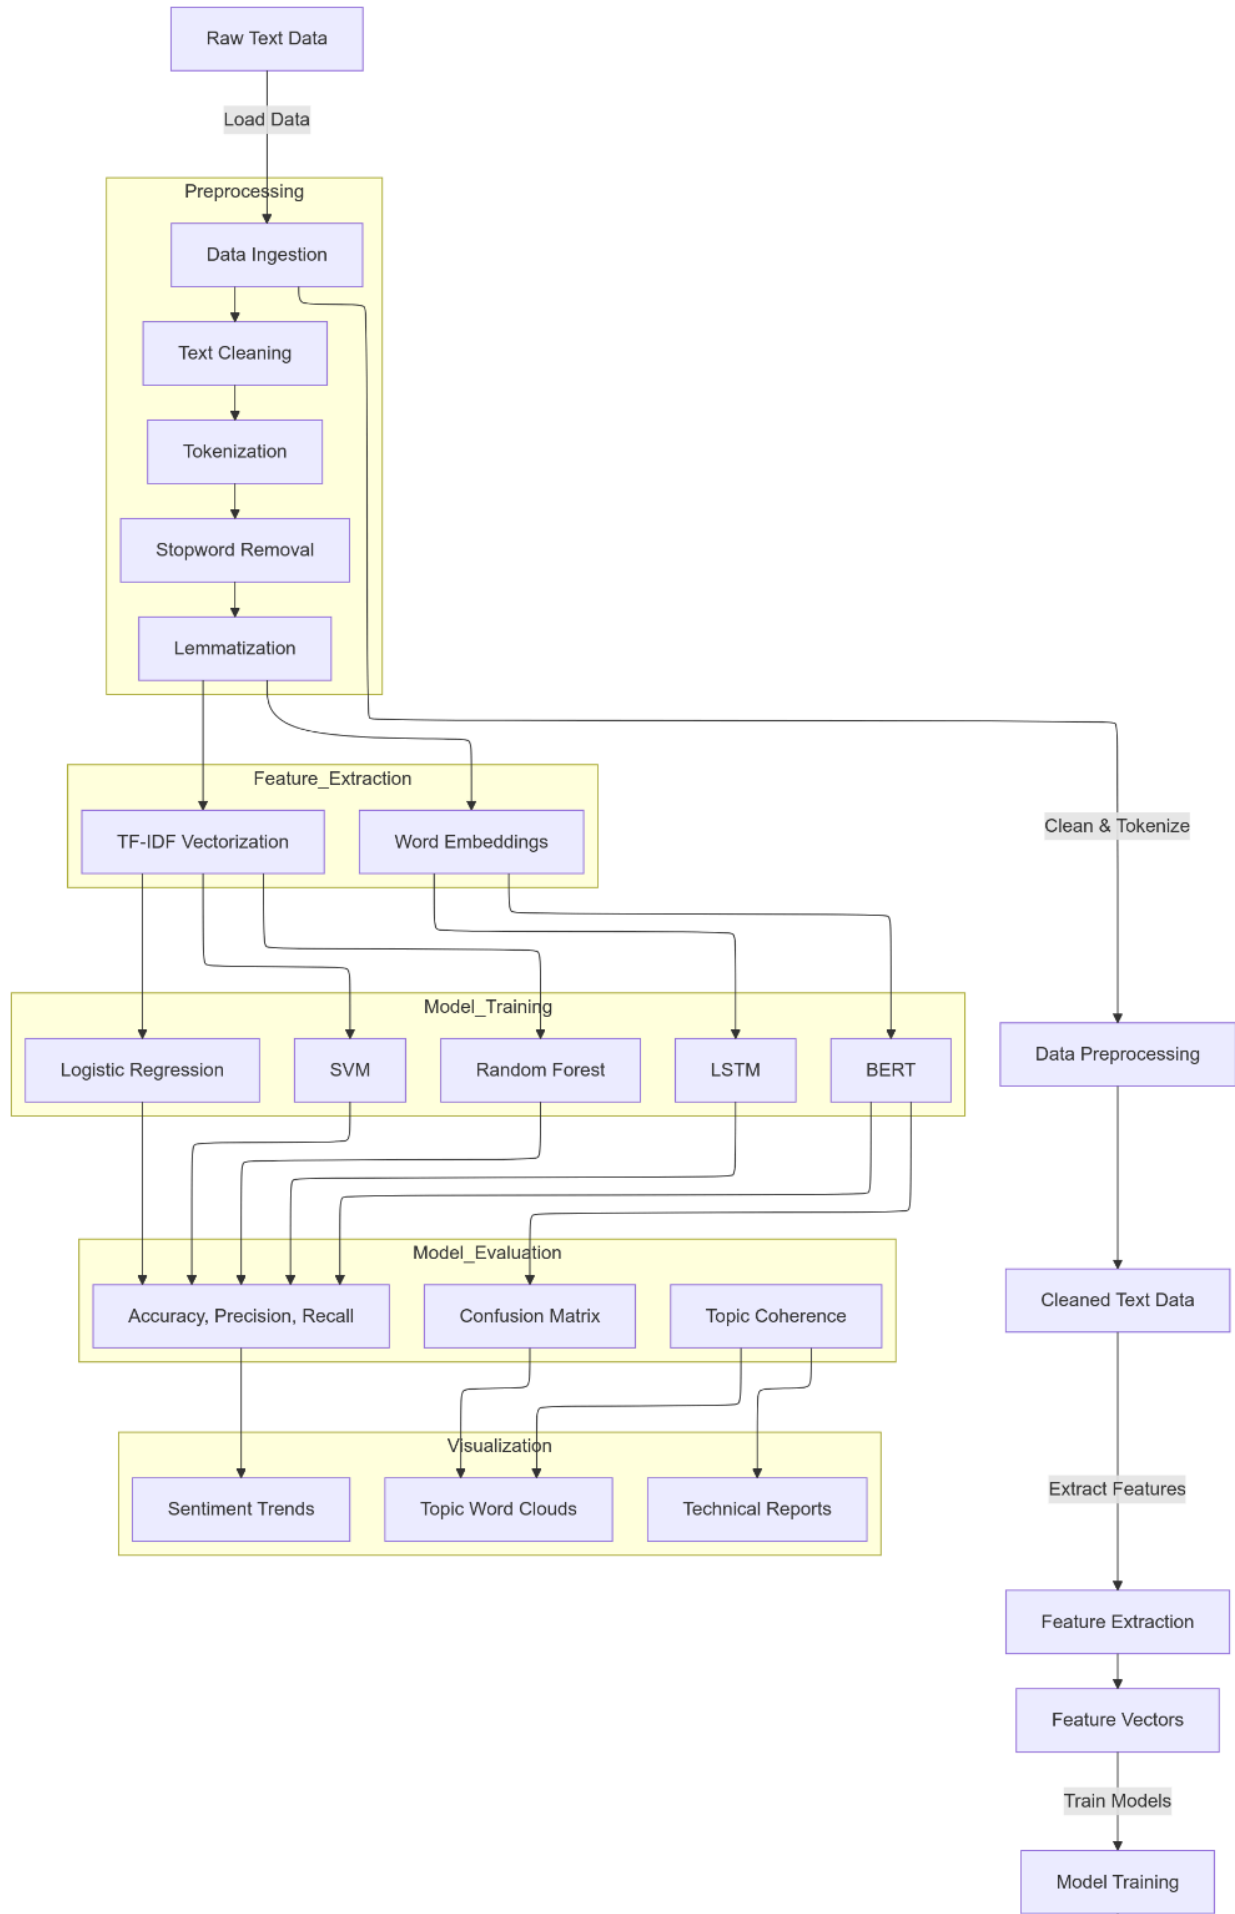 Raw Text Data
Load Data
Preprocessing
Data Ingestion
Text Cleaning
Tokenization
Stopword Removal
Lemmatization
Feature_Extraction
TF-IDF Vectorization
Word Embeddings
Clean & Tokenize
Model_Training
Logistic Regression
SVM
Random Forest
LSTM
BERT
Data Preprocessing
Model_Evaluation
Accuracy, Precision, Recall
Confusion Matrix
Topic Coherence
Cleaned Text Data
Visualization
Sentiment Trends
Topic Word Clouds
Technical Reports
Extract Features
Feature Extraction
Feature Vectors
Train Models
Model Training